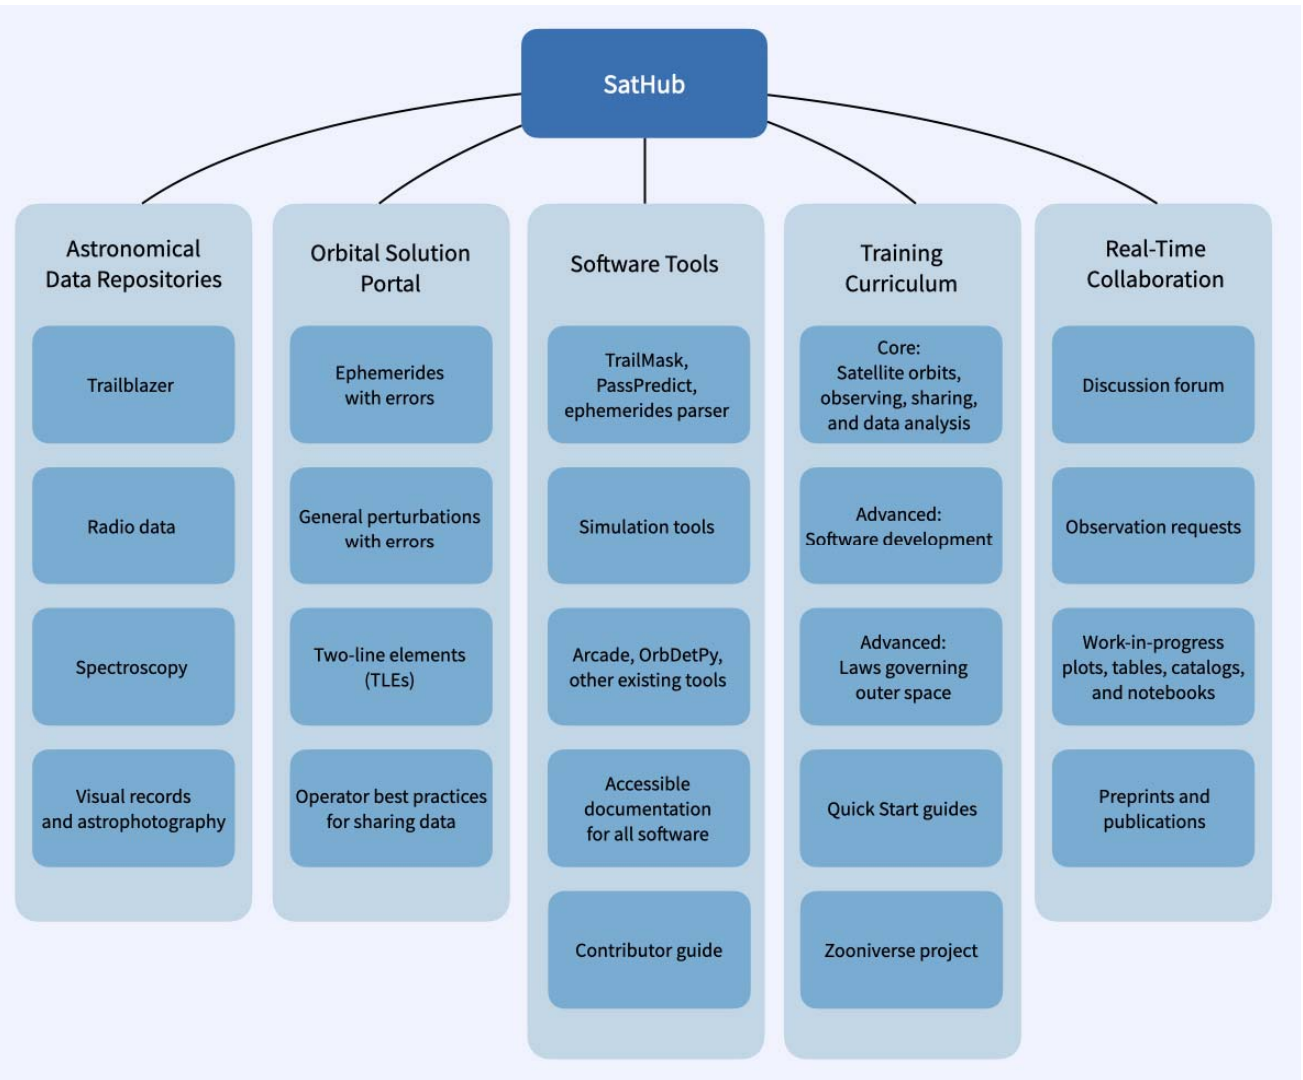 SatHub
Astronomical
Data Repositories
Trailblazer
Radio data
Spectroscopy
Visual records
and astrophotography
Orbital Solution
Portal
Ephemerides
with errors
General perturbations
with errors
Two-line elements
(TLEs)
Operator best practices
for sharing data
Software Tools
TrailMask,
PassPredict,
ephemerides parser
Simulation tools
Arcade, OrbDetPy,
other existing tools
Accessible
documentation
for all software
Contributor guide
Training
Curriculum
Core:
Satellite orbits,
observing, sharing,
and data analysis
Advanced:
Software development
Advanced:
Laws governing
outer space
Quick Start guides
Zooniverse project
Real-Time
Collaboration
Discussion forum
Observation requests
Work-in-progress
plots, tables, catalogs,
and notebooks
Preprints and
publications